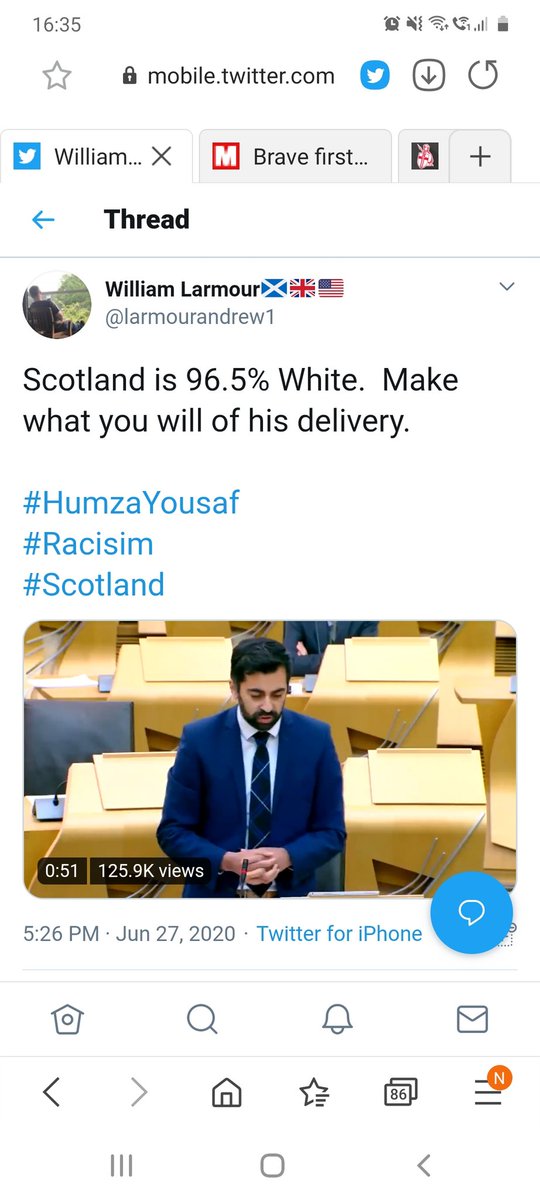 16:35
mobile.twitter.com
William...
M Brave first...
Thread
William Larmour
@larmourandrew1
Scotland is 96.5% White.  Make
what you will of his delivery.
#HumzaYousaf
#Racisim
#Scotland
0:51 125.9K views
5:26 PM · Jun 27, 2020 · Twitter for iPhone
86
N